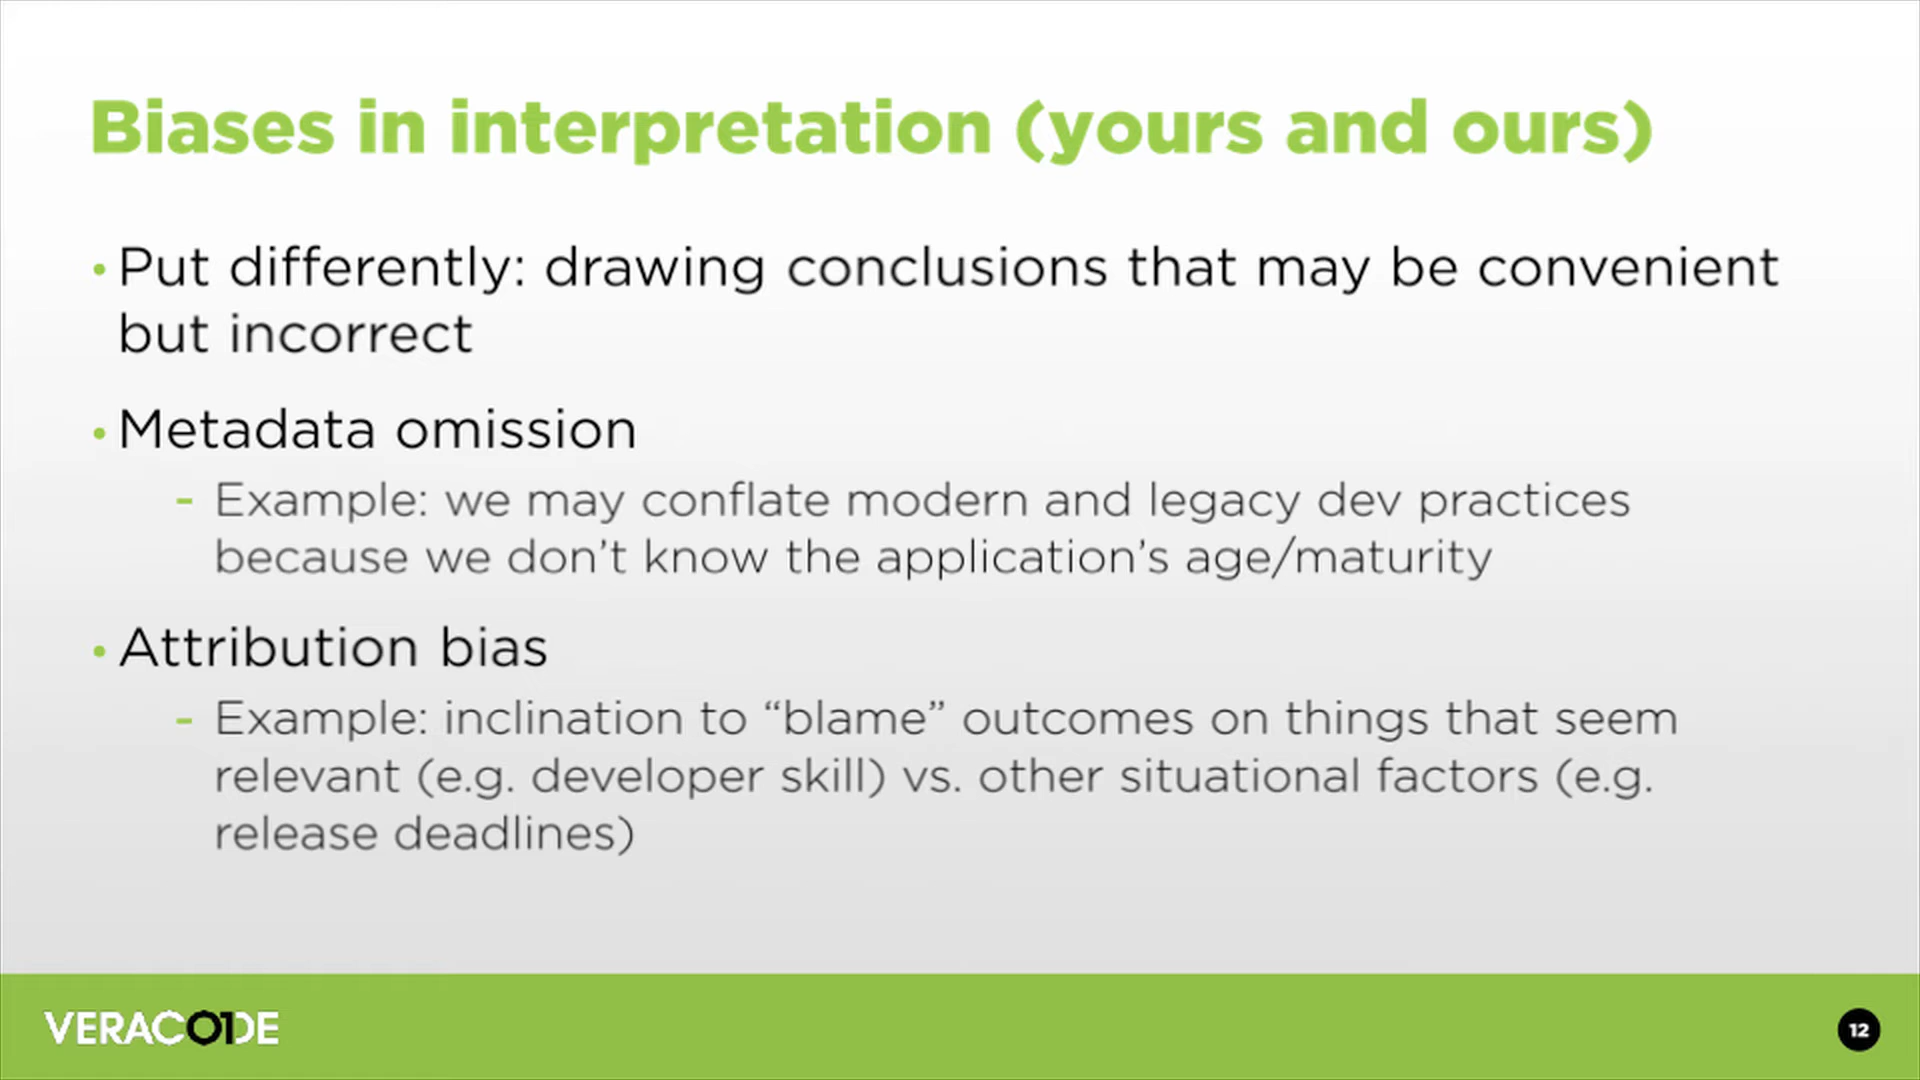 Biases in interpretation (yours and ours)
• Put differently: drawing conclusions that may be convenient
but incorrect
• Metadata omission
- Example: we may conflate modern and legacy dev practices
because we don’t know the application’s age/maturity
• Attribution bias
- Example: inclination to “blame” outcomes on things that seem
relevant (e.g. developer skill) vs. other situational factors (e.g.
release deadlines)
VERACODE
12